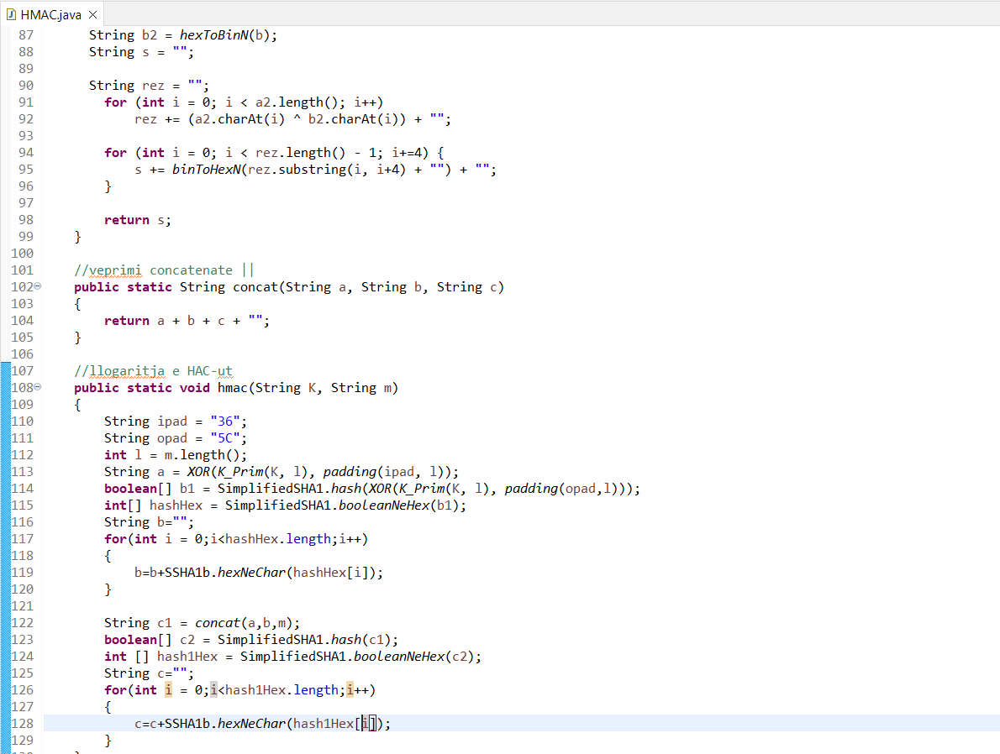 HMAC.java
87 String b2 = hexToBinN(b);
88 String s = "";
89
90 String rez = "";
91 for (int i = 0; i < a2.length(); i++)
92 rez += (a2.charAt(i) ^ b2.charAt(i)) + "";
93
94 for (int i = 0; i < rez.length() - 1; i+=4) {
95 s += binToHexN(rez.substring(i, i+4) + "") + "";
96 }
97
98 return s;
99 }
100
101 //veprimi concatenate ||
102 public static String concat(String a, String b, String c)
103 {
104 return a + b + c + "";
105 }
106
107 //llogaritja e HAC-ut
108 public static void hmac(String K, String m)
109 {
110 String ipad = "36";
111 String opad = "5C";
112 int l = m.length();
113 String a = XOR(K_Prim(K, l), padding(ipad, l));
114 boolean[] b1 = SimplifiedSHA1.hash(XOR(K_Prim(K, l), padding(opad,l)));
115 int[] hashHex = SimplifiedSHA1.booleanNeHex(b1);
116 String b="";
117 for(int i = 0;i<hashHex.length;i++)
118 {
119 b=b+SSHA1b.hexNeChar(hashHex[i]);
120 }
121
122 String c1 = concat(a,b,m);
123 boolean[] c2 = SimplifiedSHA1.hash(c1);
124 int [] hash1Hex = SimplifiedSHA1.booleanNeHex(c2);
125 String c="";
126 for(int i = 0;i<hash1Hex.length;i++)
127 {
128 c=c+SSHA1b.hexNeChar(hash1Hex[i]);
129 }